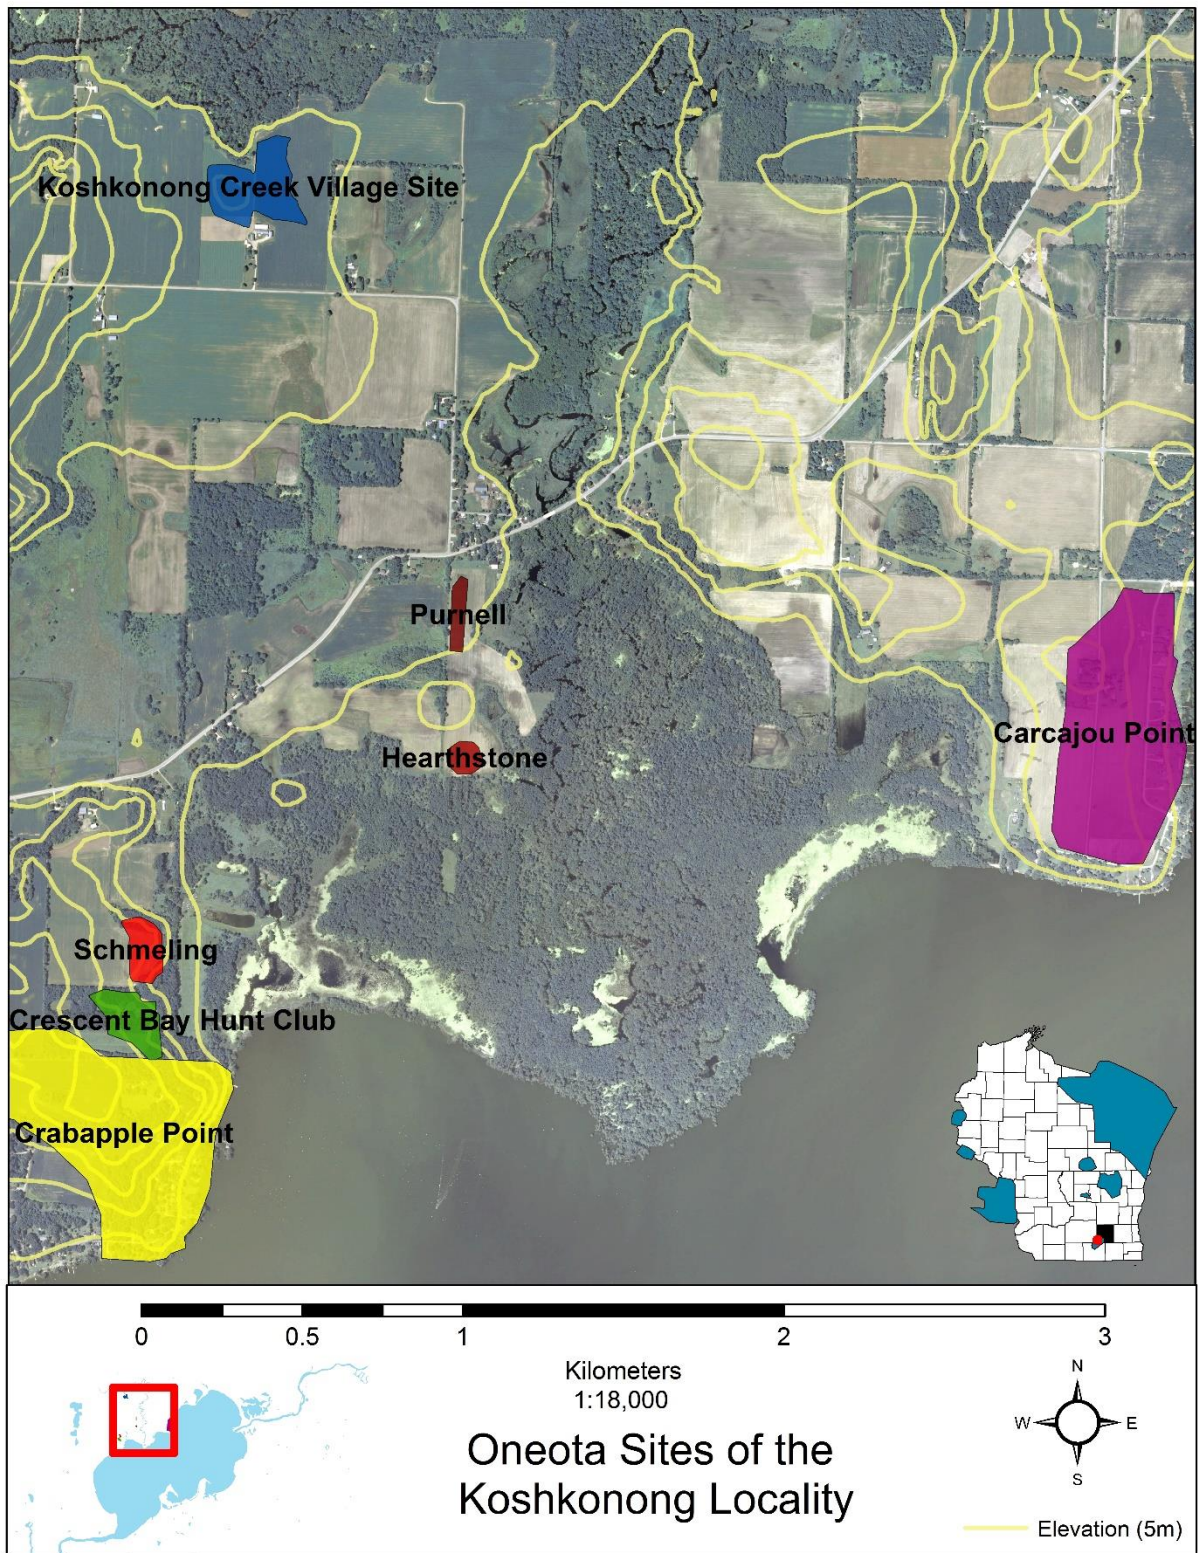 Koshkonong Creek Village Site
Purnell
Carcajou Point
Hearthstone
Schmeling
Crescent Bay Hunt Club
Crabapple Point
0 0.5 1 2 3
Kilometers
1:18,000
Oneota Sites of the
Koshkonong Locality
N
W E
S
Elevation (5m)